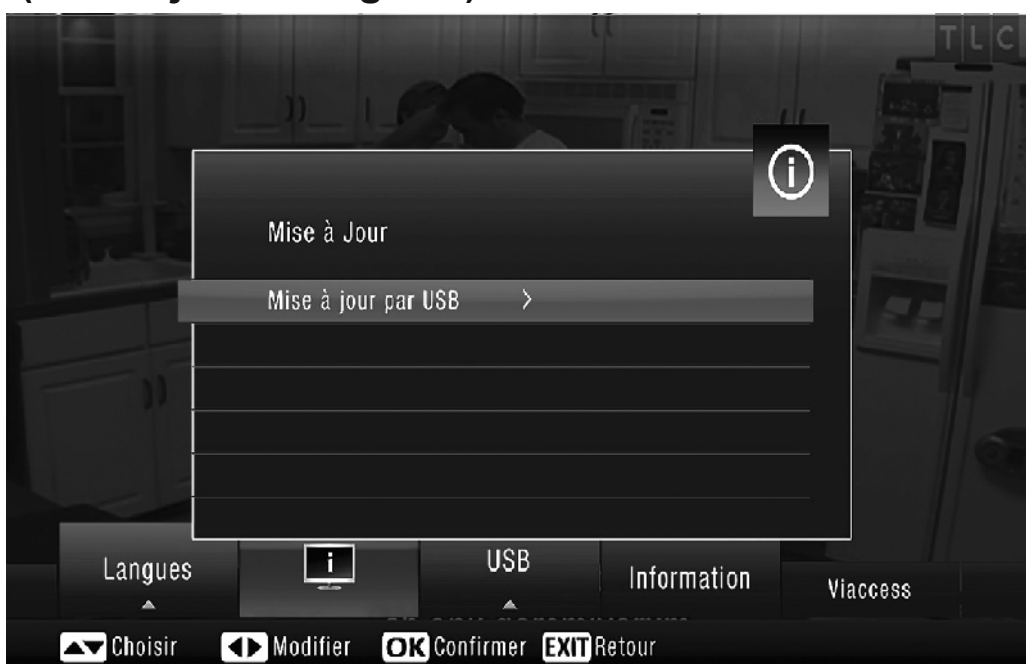 TLC
i
Mise à Jour
Mise à jour par USB >
Langues i USB Information Viaccess
Choisir Modifier OK Confirmer EXIT Retour